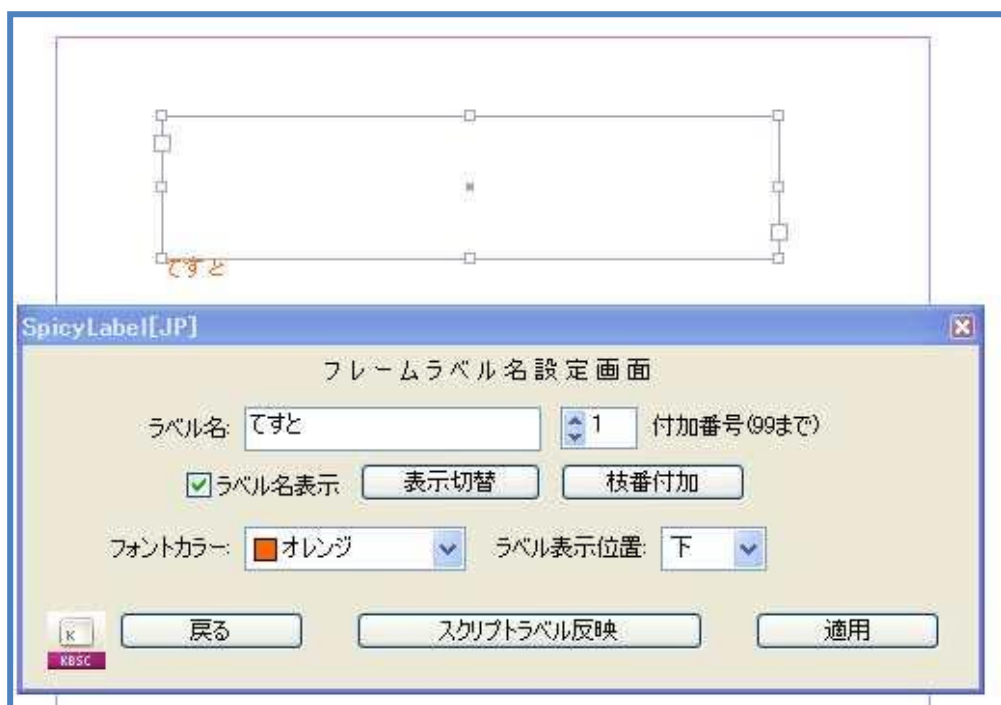 てすと
SpicyLabel[JP]
フレームラベル名設定画面
ラベル名: てすと 1 付加番号(99まで)
ラベル名表示 表示切替 枝番付加
フォントカラー: オレンジ ラベル表示位置: 下
K
KBSC
戻る スクリプトラベル反映 適用